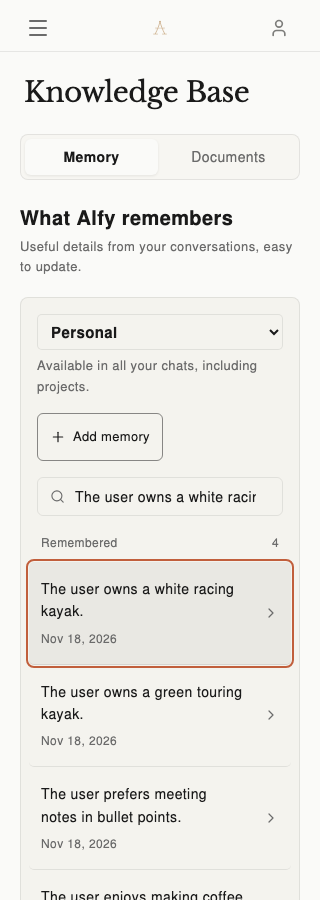 Knowledge Base
Memory
Documents
What Alfy remembers
Useful details from your conversations, easy
to update.
Personal
Available in all your chats, including
projects.
Add memory
The user owns a white racin
Remembered
4
The user owns a white racing
kayak.
Nov 18, 2026
The user owns a green touring
kayak.
Nov 18, 2026
The user prefers meeting
notes in bullet points.
Nov 18, 2026
The user enjoys making coffee